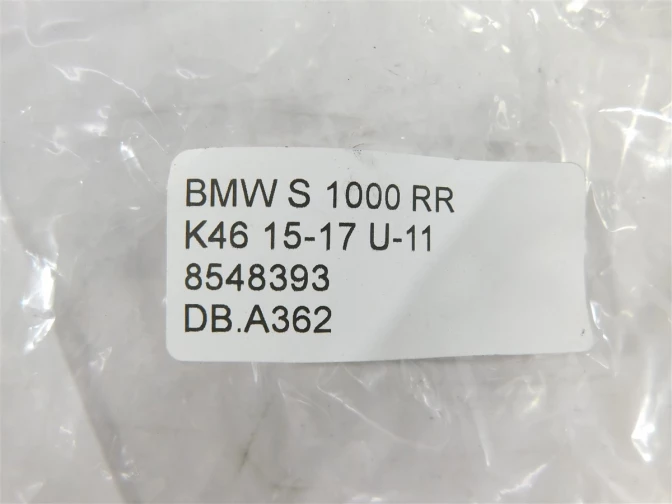 BMW S 1000 RR
K46 15-17 U-11
8548393
DB.A362